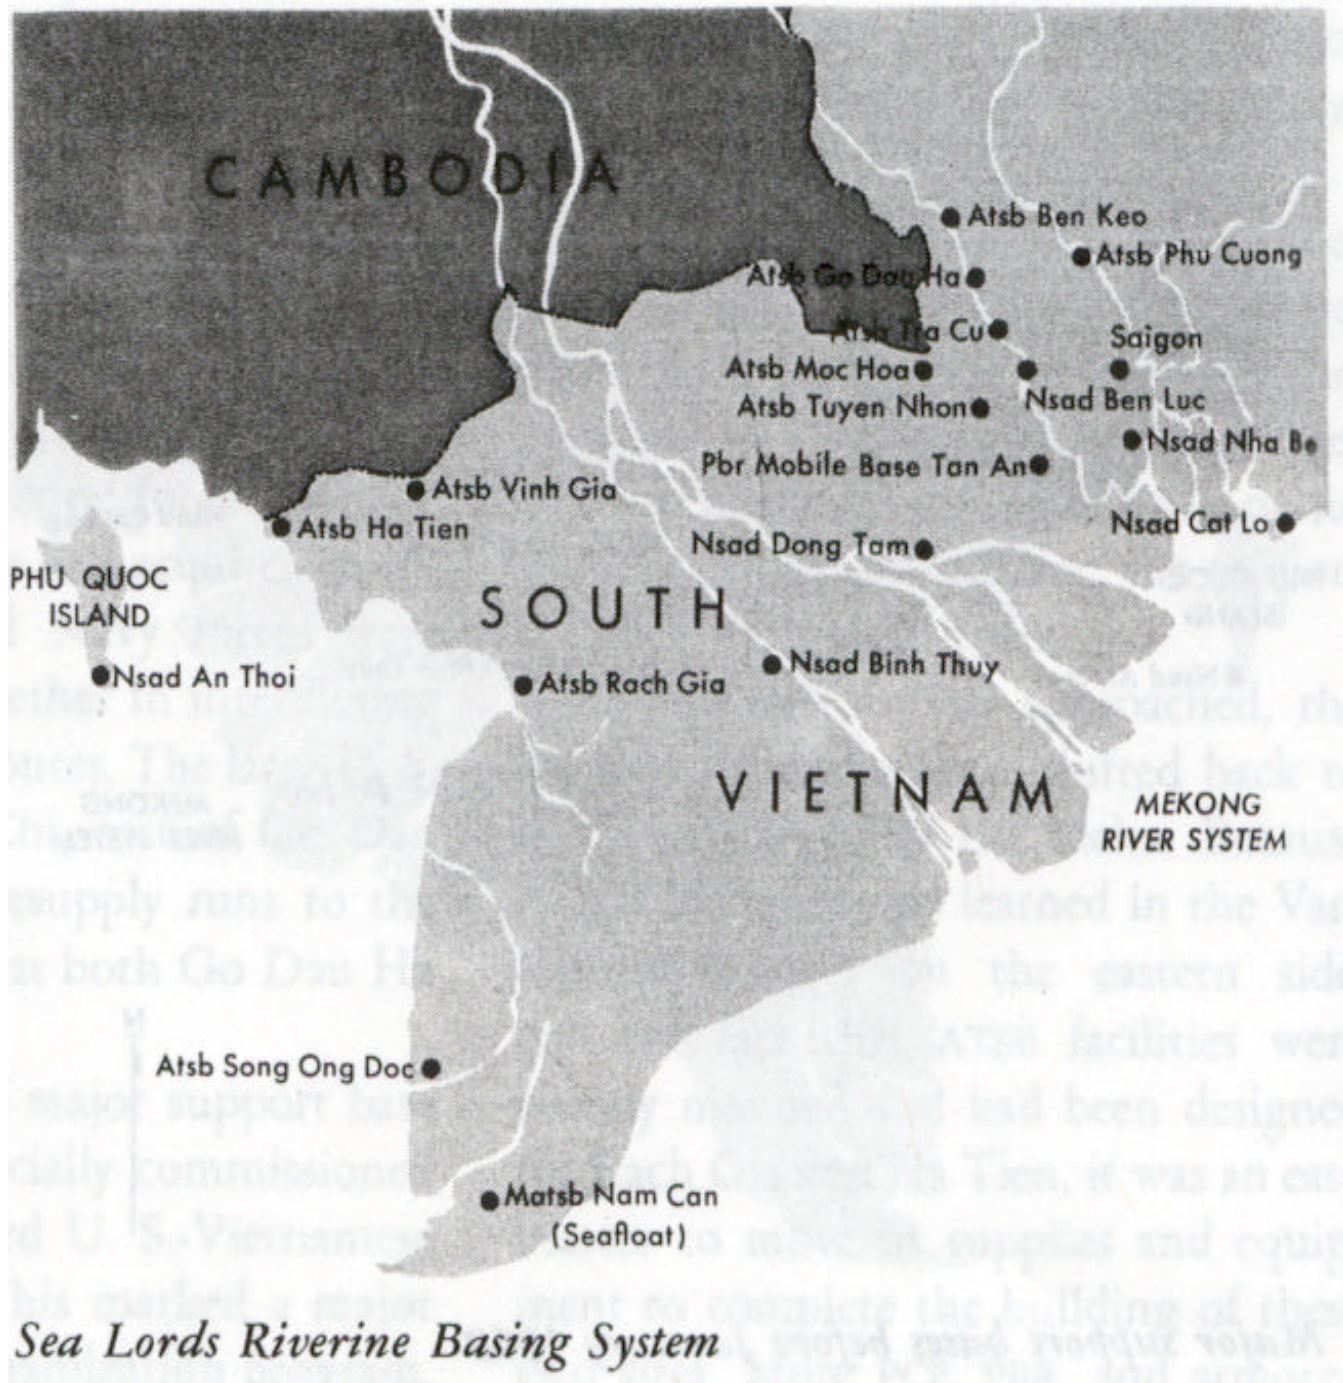 CAMBODIA
Atsb Ben Keo
Atsb Phu Cuong
Atsb Go Dau Ha
Atsb Tra Cu
Saigon
Atsb Moc Hoa
Nsad Ben Luc
Atsb Tuyen Nhon
Nsad Nha Be
Pbr Mobile Base Tan An
Atsb Vinh Gia
Atsb Ha Tien
Nsad Cat Lo
Nsad Dong Tam
PHU QUOC
ISLAND
SOUTH
Nsad An Thoi
Atsb Rach Gia
Nsad Binh Thuy
VIETNAM
MEKONG
RIVER SYSTEM
Atsb Song Ong Doc
Matsb Nam Can
(Seafloat)
Sea Lords Riverine Basing System